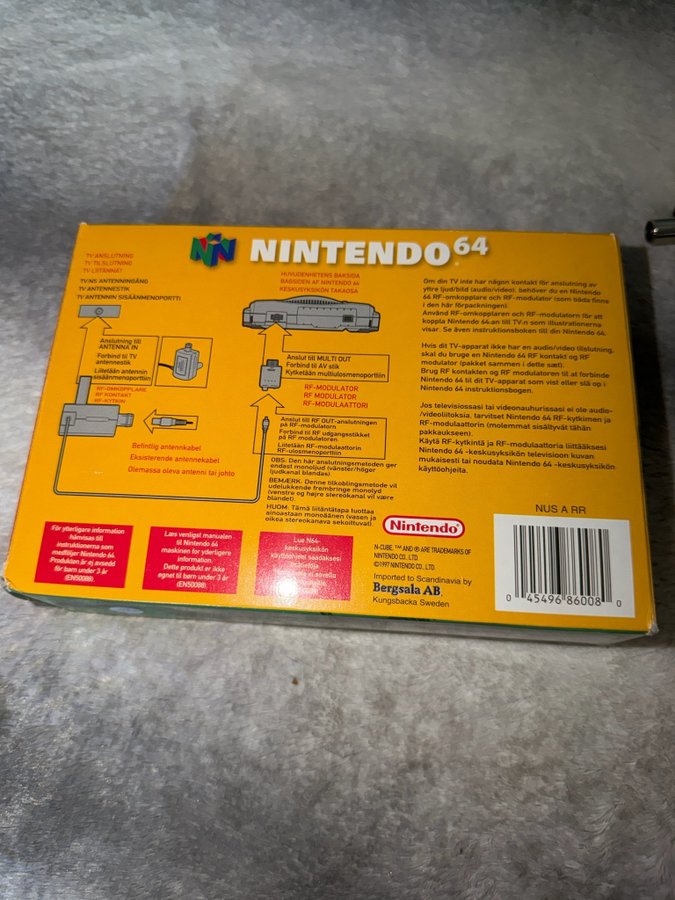 NINTENDO 64
TV ANSLUTNING
TV TILSLUTNING
TV LIITÄNNÄT
TV:NS ANTENNINGÅNG
TV ANTENNESTIK
TV ANTENNIN SISÄÄNMENOPORTTI
Anslutning till
ANTENNA IN
Forbind til TV
antennestik
Liitetään antennin
sisäänmenoporttiin
RF-OMKOPPLARE
RF KONTAKT
RF-KYTKIN
Befintlig antennkabel
Eksisterende antennekabel
Olemassa oleva antenni tai johto
HUVUDENHETENS BAKSIDA
BAGSIDEN AF NINTENDO 64
KESKUSYKSIKÖN TAKAOSA
Anslut till MULTI OUT
Forbind to AV stik
Kytketään multiulosmenoporttiin
RF-MODULATOR
RF MODULATOR
RF-MODULAATTORI
Anslut till RF OUT-anslutningen
på RF-modulatorn
Forbind til RF udgangsstikket
på RF modulatoren
Liitetään RF-modulaattorin
RF-ulosmenoporttiin
OBS. Den här anslutningsmetoden ger
endast monoljud (vänster/höger
ljudkanal blandas).
BEMÆRK. Denne tilkoblingsmetode vil
udelukkende frembringe monolyd
(venstre og højre stereokanal vil være
blandet).
HUOM: Tämä liitäntätapa tuottaa
ainoastaan monoäänen (vasen ja
oikea stereokanava sekoittuvat).
Om din TV inte har någon kontakt för anslutning av
yttre ljud/bild (audio/video), behöver du en Nintendo
64 RF-omkopplare och RF-modulator (som båda finns
i den här förpackningen).
Använd RF-omkopplaren och RF-modulatorn för att
koppla Nintendo 64:an till TV-n som illustrationerna
visar. Se även instruktionsboken till din Nintendo 64.
Hvis dit TV-apparat ikke har en audio/video tilslutning,
skal du bruge en Nintendo 64 RF kontakt og RF
modulator (pakket sammen i dette sæt).
Brug RF kontakten og RF modulatoren til at forbinde
Nintendo 64 til dit TV-apparat som vist eller slå op i
Nintendo 64 instruktionsbogen.
Jos televisiossasi tai videonauhurissasi ei ole audio-
/videoliitoksia, tarvitset Nintendo 64 RF-kytkimen ja
RF-modulaattorin (molemmat sisältyvät tähän
pakkaukseen).
Käytä RF-kytkintä ja RF-modulaattoria liittääksesi
Nintendo 64 -keskusyksikön televisioon kuvan
mukaisesti tai noudata Nintendo 64 -keskusyksikön
käyttöohjeita.
För ytterligare information
hänvisas till
instruktionerna som
medföljer Nintendo 64.
Produkten är ej avsedd
för barn under 3 år
(EN50088).
Læs venligst manualen
til Nintendo 64
maskinen for yderligere
information.
Dette produkt er ikke
egnet til børn under 3 år
(EN50088).
Lue N64-
keskusyksikön
käyttöohjeet saadaksesi
Nintendo
N-CUBE, ™ AND ® ARE TRADEMARKS OF
NINTENDO CO., LTD.
©1997 NINTENDO CO., LTD.
Imported to Scandinavia by
Bergsala AB.
Kungsbacka Sweden
NUS A RR
0 45496 86008 0